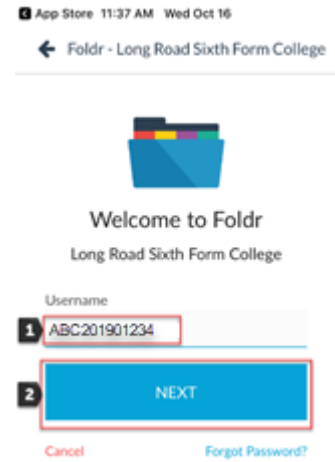 App Store 11:37 AM Wed Oct 16
Foldr - Long Road Sixth Form College
Welcome to Foldr
Long Road Sixth Form College
Username
1 ABC201901234
2 NEXT
Cancel Forgot Password?